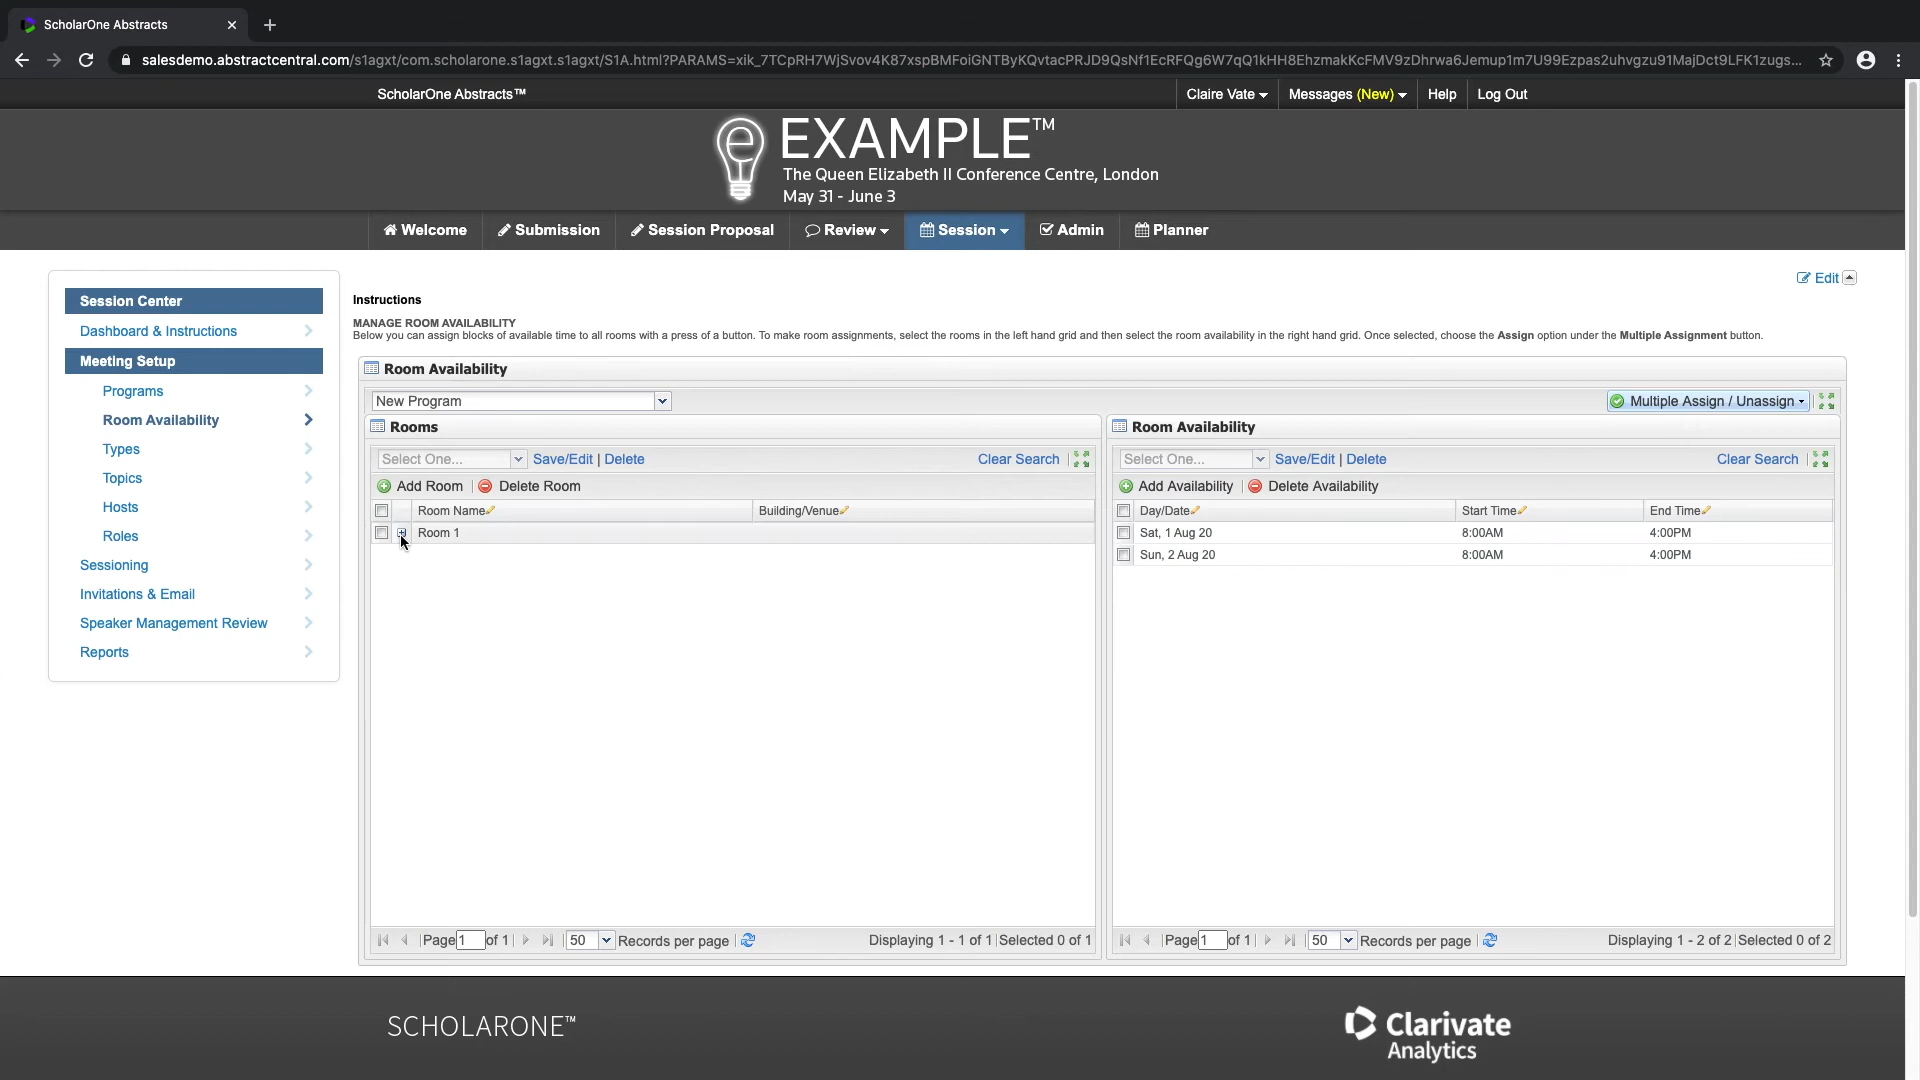 ScholarOne Abstracts
salesdemo.abstractcentral.com/s1agxt/com.scholarone.s1agxt.s1agxt/S1A.html?PARAMS=xik_7TCpRH7WjSvov4K87xspBMFoiGNTByKQvtacPRJD9QsNf1EcRFQg6W7qQ1kHH8EhzmakKcFMV9zDhrwa6Jemup1m7U99Ezpas2uhvgzu91MajDct9LFK1zugs...
ScholarOne Abstracts™ Claire Vate Messages (New) Help Log Out
EXAMPLE™
The Queen Elizabeth II Conference Centre, London
May 31 - June 3
Welcome Submission Session Proposal Review Session Admin Planner
Edit
Session Center
Dashboard & Instructions
Meeting Setup
Programs
Room Availability
Types
Topics
Hosts
Roles
Sessioning
Invitations & Email
Speaker Management Review
Reports
Instructions
MANAGE ROOM AVAILABILITY
Below you can assign blocks of available time to all rooms with a press of a button. To make room assignments, select the rooms in the left hand grid and then select the room availability in the right hand grid. Once selected, choose the Assign option under the Multiple Assignment button.
Room Availability
New Program Multiple Assign / Unassign
Rooms
Select One... Save/Edit | Delete Clear Search
Add Room Delete Room
Room Name Building/Venue
Room 1
Page 1 of 1 50 Records per page Displaying 1 - 1 of 1 Selected 0 of 1
Room Availability
Select One... Save/Edit | Delete Clear Search
Add Availability Delete Availability
Day/Date Start Time End Time
Sat, 1 Aug 20 8:00AM 4:00PM
Sun, 2 Aug 20 8:00AM 4:00PM
Page 1 of 1 50 Records per page Displaying 1 - 2 of 2 Selected 0 of 2
SCHOLARONE™
Clarivate
Analytics